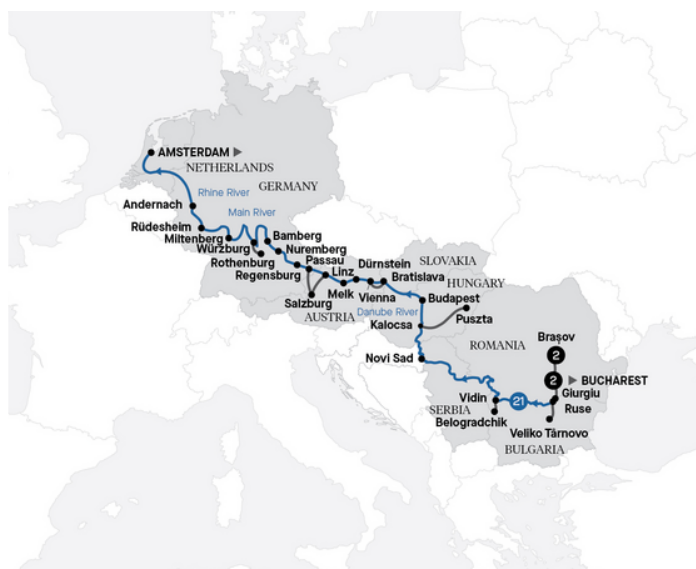 AMSTERDAM
NETHERLANDS
Rhine River
GERMANY
Andernach
Main River
Rüdesheim
Miltenberg
Bamberg
Würzburg
Nuremberg
Rothenburg
Passau
Regensburg
Linz
Dürnstein
SLOVAKIA
Bratislava
HUNGARY
Salzburg
Melk
Vienna
Budapest
AUSTRIA
Danube River
Kalocsa
Puszta
ROMANIA
Brașov
2
Novi Sad
2
BUCHAREST
Vidin
21
Giurgiu
SERBIA
Ruse
Belogradchik
Veliko Tărnovo
BULGARIA